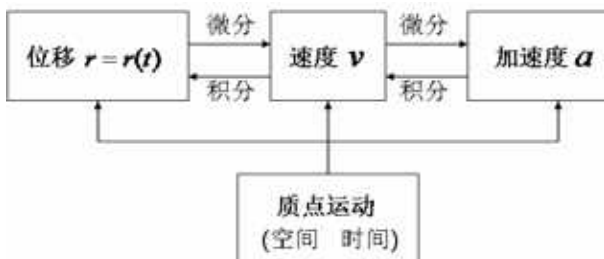 微分 微分
位移 r = r(t) 速度 v 加速度 a
积分 积分
质点运动
(空间 时间)